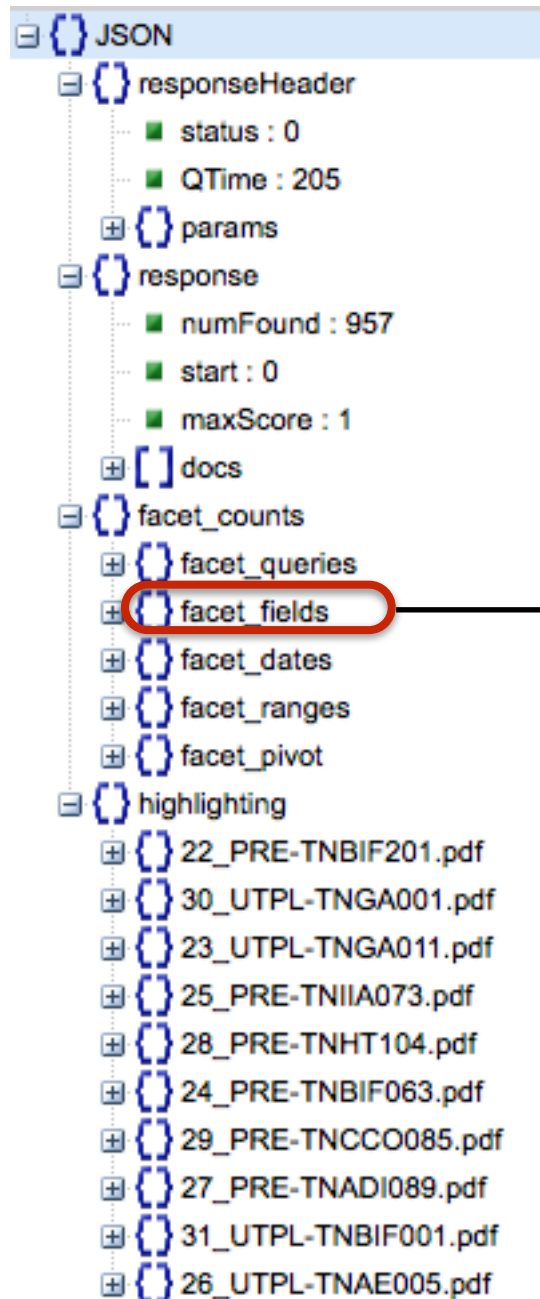 JSON
responseHeader
status : 0
QTime : 205
params
response
numFound : 957
start : 0
maxScore : 1
docs
facet_counts
facet_queries
facet_fields
facet_dates
facet_ranges
facet_pivot
highlighting
22_PRE-TNBIF201.pdf
30_UTPL-TNGA001.pdf
23_UTPL-TNGA011.pdf
25_PRE-TNIIA073.pdf
28_PRE-TNHT104.pdf
24_PRE-TNBIF063.pdf
29_PRE-TNCCO085.pdf
27_PRE-TNADI089.pdf
31_UTPL-TNBIF001.pdf
26_UTPL-TNAE005.pdf